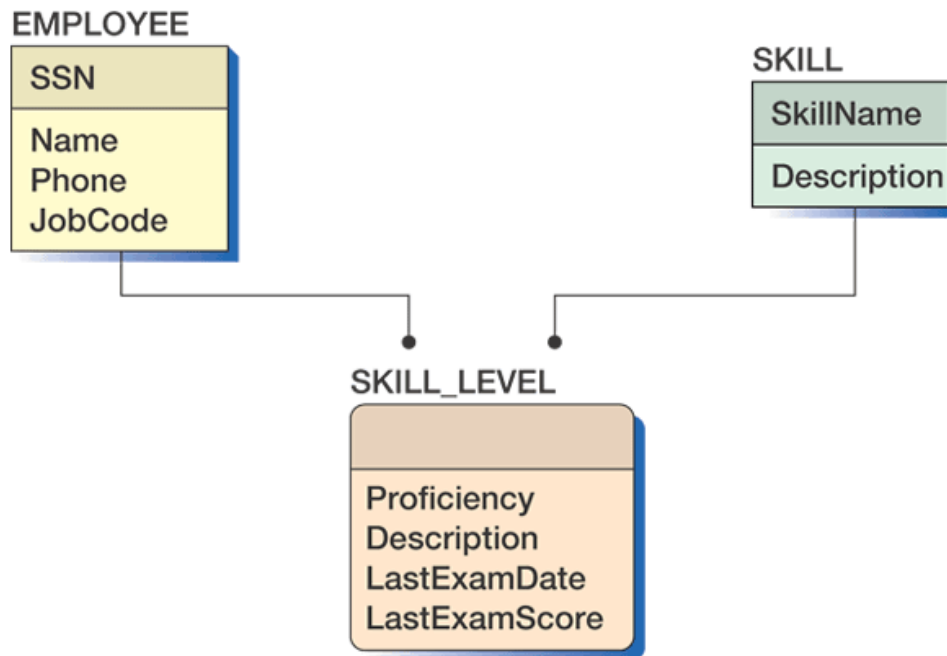 EMPLOYEE
SSN
Name
Phone
JobCode
SKILL
SkillName
Description
SKILL_LEVEL
Proficiency
Description
LastExamDate
LastExamScore